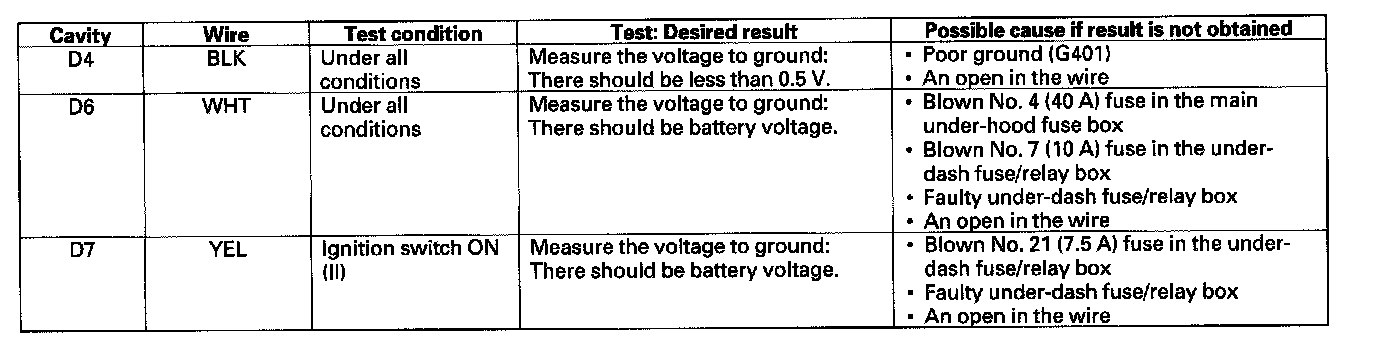 Cavity Wire Test condition Test: Desired result Possible cause if result is not obtained
D4 BLK Under all conditions Measure the voltage to ground: There should be less than 0.5 V. • Poor ground (G401)
• An open in the wire
D6 WHT Under all conditions Measure the voltage to ground: There should be battery voltage. • Blown No. 4 (40 A) fuse in the main
under-hood fuse box
• Blown No. 7 (10 A) fuse in the under-
dash fuse/relay box
• Faulty under-dash fuse/relay box
• An open in the wire
D7 YEL Ignition switch ON (II) Measure the voltage to ground: There should be battery voltage. • Blown No. 21 (7.5 A) fuse in the under-
dash fuse/relay box
• Faulty under-dash fuse/relay box
• An open in the wire